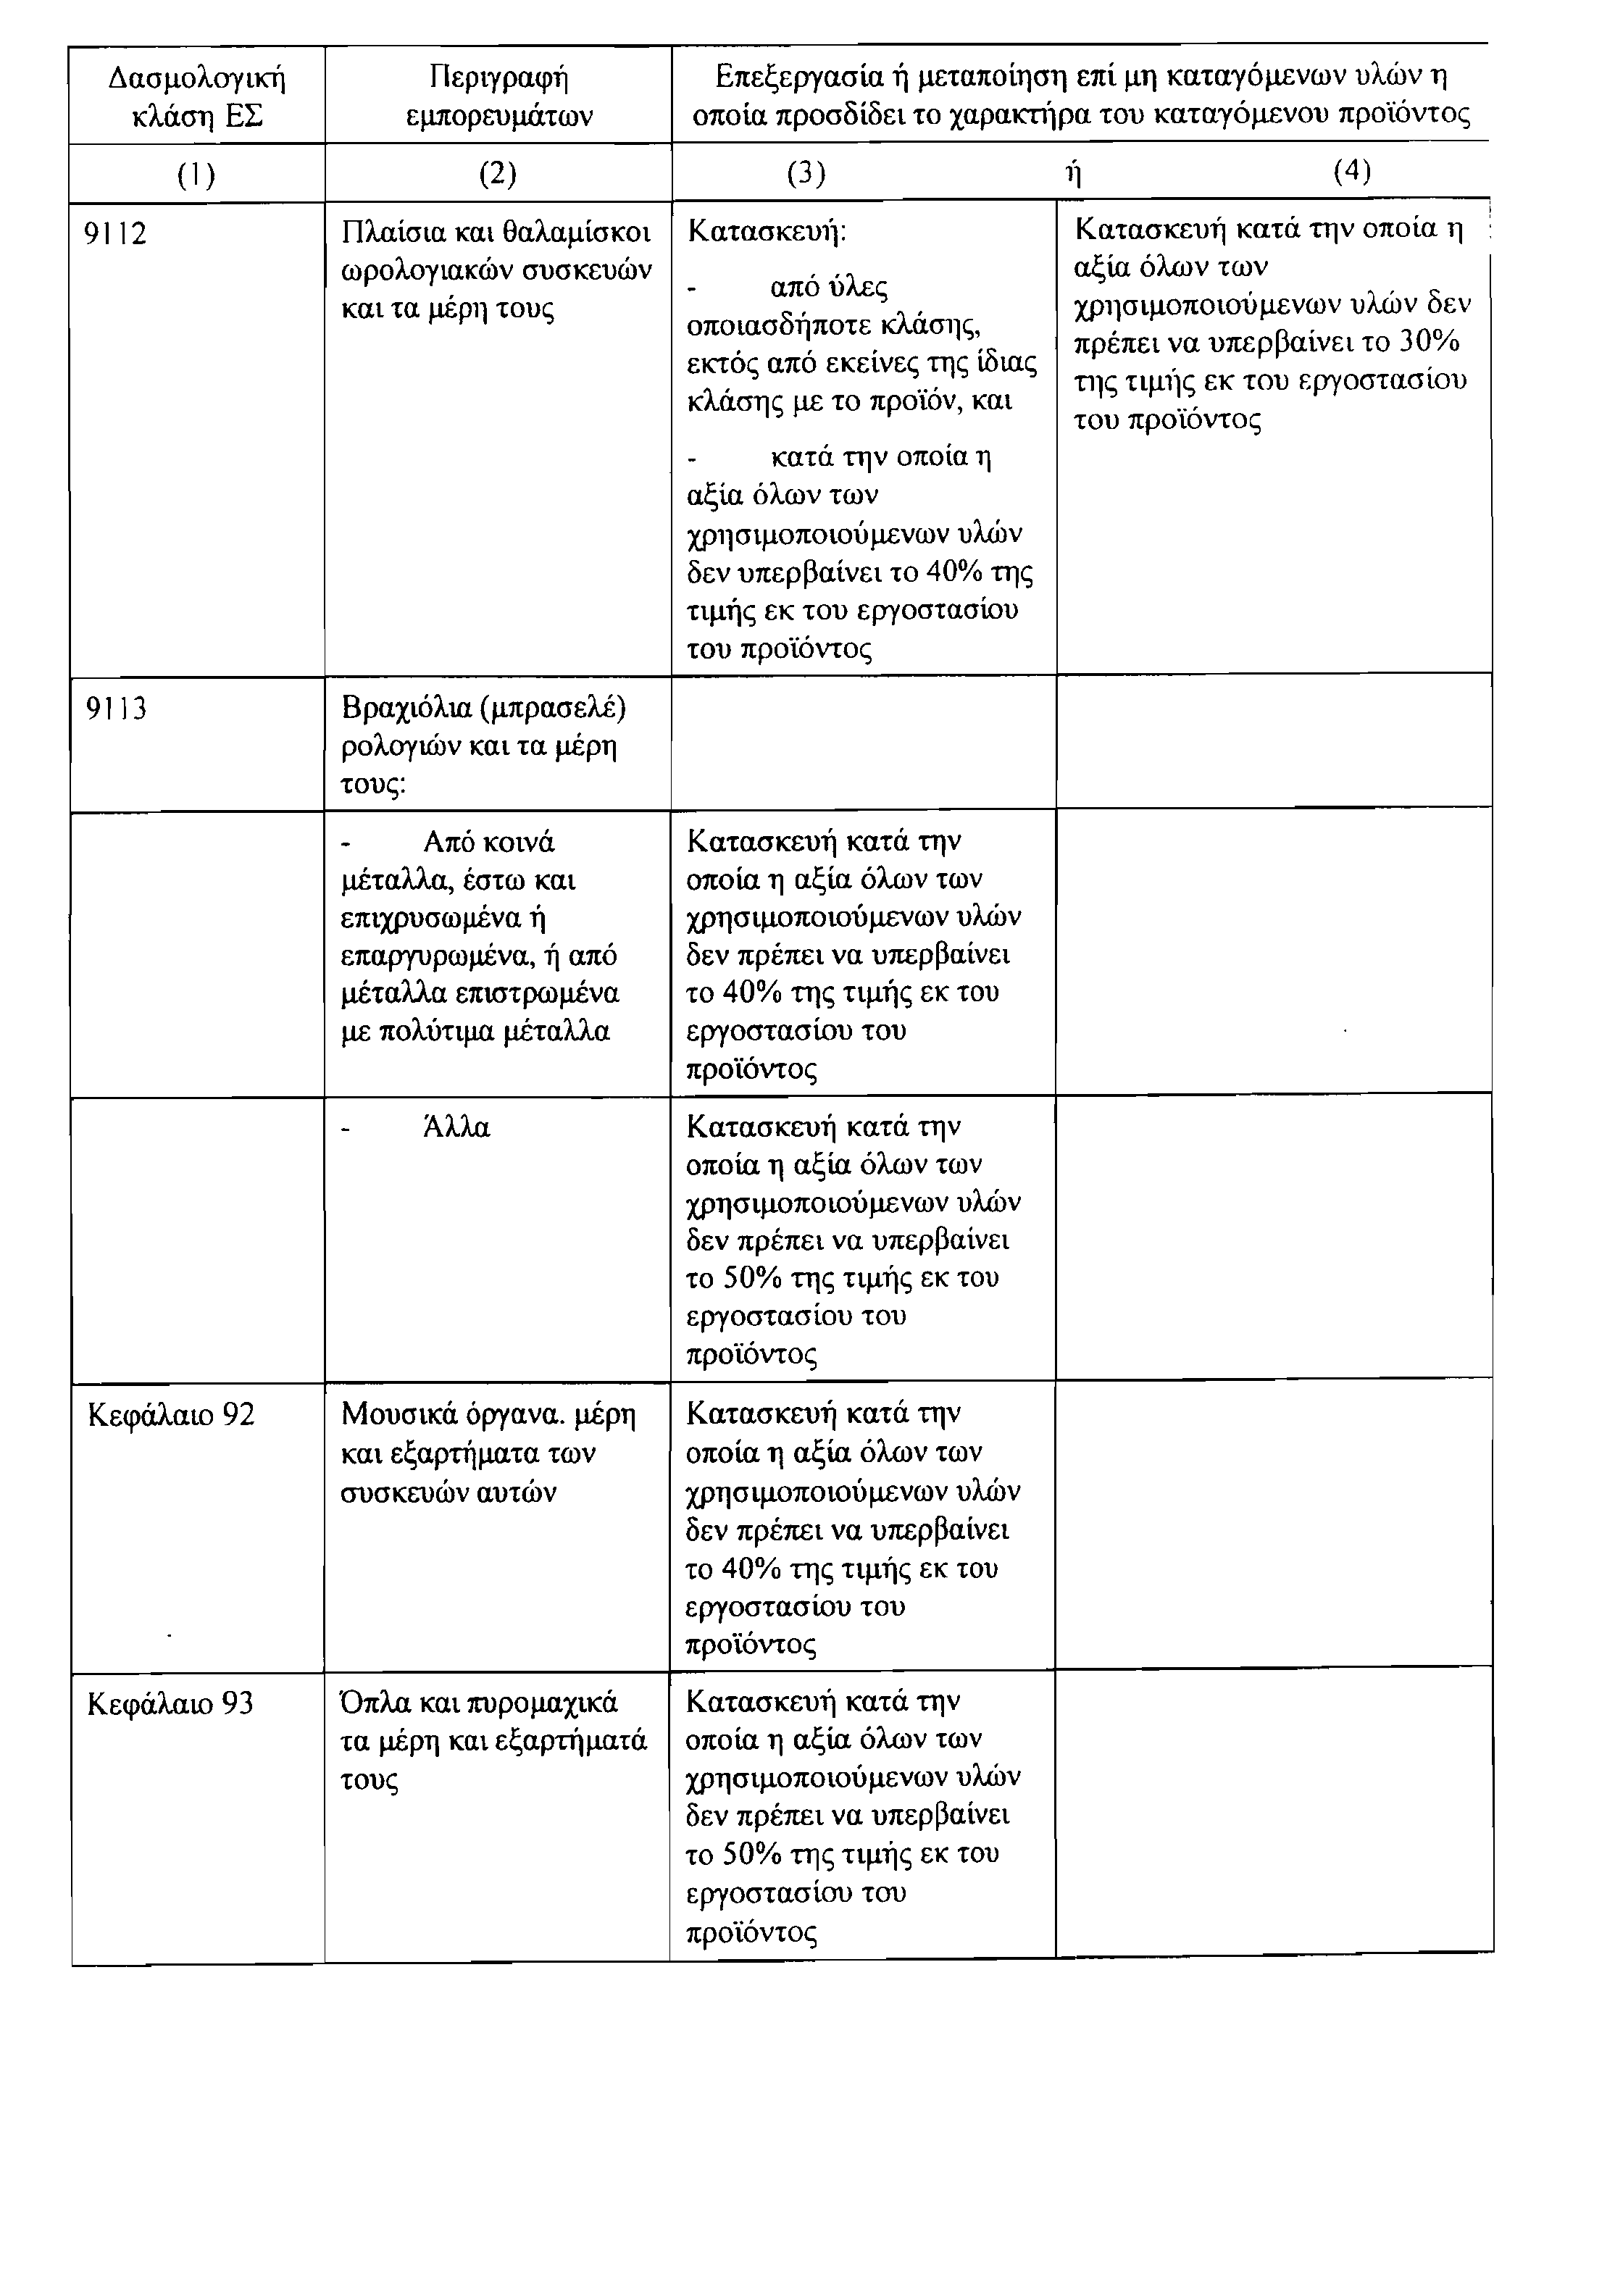 Δασμολογική
κλάση ΕΣ
Περιγραφή
εμπορευμάτων
Επεξεργασία ή μεταποίηση επί μη καταγόμενων υλών η
οποία προσδίδει το χαρακτήρα του καταγόμενου προϊόντος
(1)
(2)
(3)
ή
(4)
9112
Πλαίσια και θαλαμίσκοι
ωρολογιακών συσκευών
και τα μέρη τους
Κατασκευή:
- από ύλες
οποιασδήποτε κλάσης,
εκτός από εκείνες της ίδιας
κλάσης με το προϊόν, και
- κατά την οποία η
αξία όλων των
χρησιμοποιούμενων υλών
δεν υπερβαίνει το 40% της
τιμής εκ του εργοστασίου
του προϊόντος
Κατασκευή κατά την οποία η
αξία όλων των
χρησιμοποιούμενων υλών δεν
πρέπει να υπερβαίνει το 30%
της τιμής εκ του εργοστασίου
του προϊόντος
9113
Βραχιόλια (μπρασελέ)
ρολογιών και τα μέρη
τους:
- Από κοινά
μέταλλα, έστω και
επιχρυσωμένα ή
επαργυρωμένα, ή από
μέταλλα επιστρωμένα
με πολύτιμα μέταλλα
Κατασκευή κατά την
οποία η αξία όλων των
χρησιμοποιούμενων υλών
δεν πρέπει να υπερβαίνει
το 40% της τιμής εκ του
εργοστασίου του
προϊόντος
- Άλλα
Κατασκευή κατά την
οποία η αξία όλων των
χρησιμοποιούμενων υλών
δεν πρέπει να υπερβαίνει
το 50% της τιμής εκ του
εργοστασίου του
προϊόντος
Κεφάλαιο 92
Μουσικά όργανα. μέρη
και εξαρτήματα των
συσκευών αυτών
Κατασκευή κατά την
οποία η αξία όλων των
χρησιμοποιούμενων υλών
δεν πρέπει να υπερβαίνει
το 40% της τιμής εκ του
εργοστασίου του
προϊόντος
Κεφάλαιο 93
Όπλα και πυρομαχικά
τα μέρη και εξαρτήματά
τους
Κατασκευή κατά την
οποία η αξία όλων των
χρησιμοποιούμενων υλών
δεν πρέπει να υπερβαίνει
το 50% της τιμής εκ του
εργοστασίου του
προϊόντος